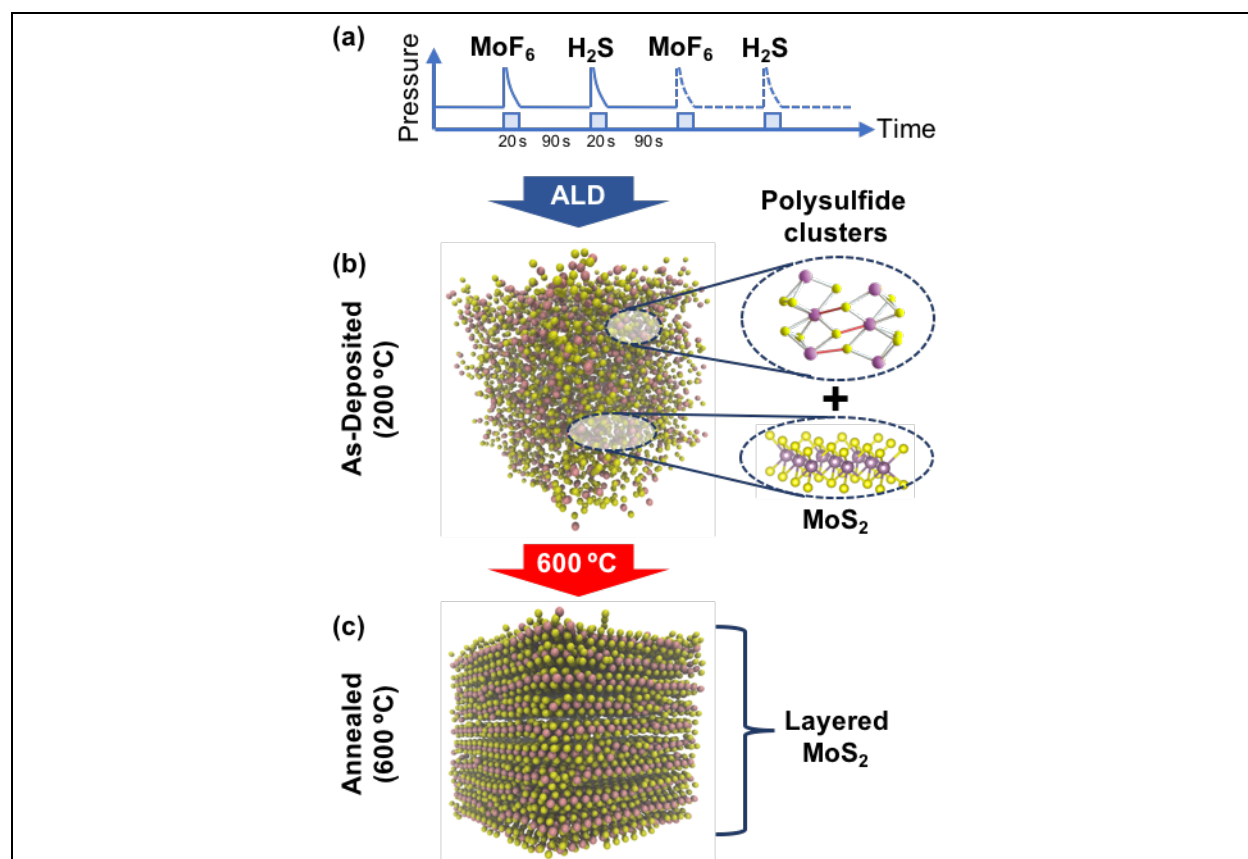 (a)
MoF₆ H₂S MoF₆ H₂S
Pressure
Time
20 s 90 s 20 s 90 s
ALD
Polysulfide
clusters
(b)
As-Deposited
(200 ºC)
+
MoS₂
600 ºC
(c)
Annealed
(600 ºC)
Layered
MoS₂